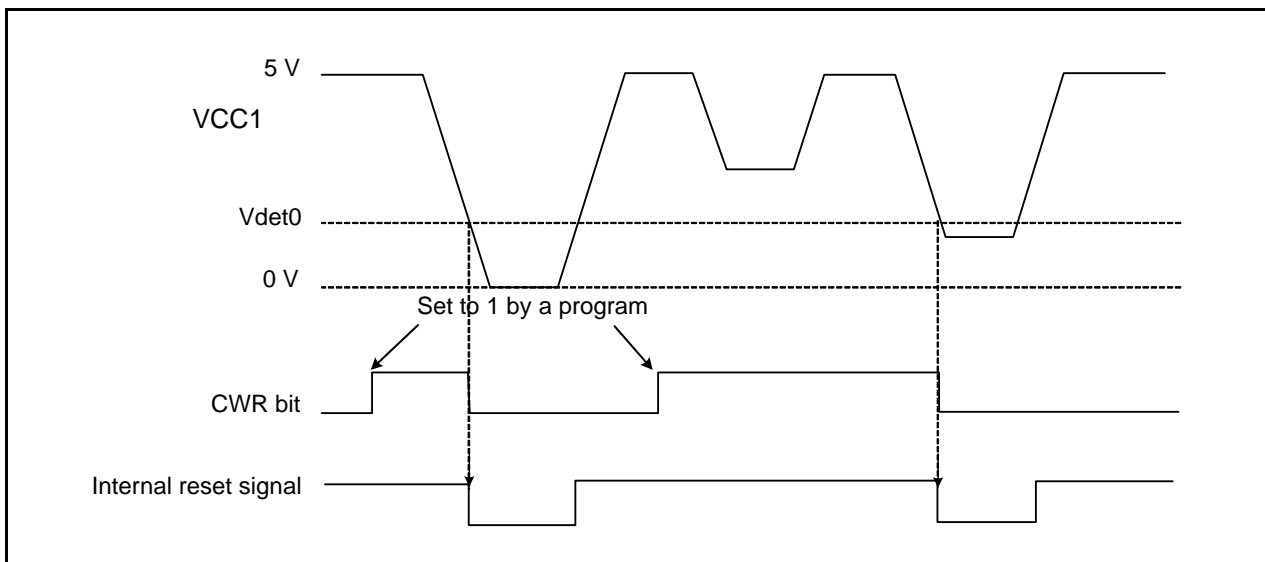 5 V
VCC1
Vdet0
0 V
Set to 1 by a program
CWR bit
Internal reset signal